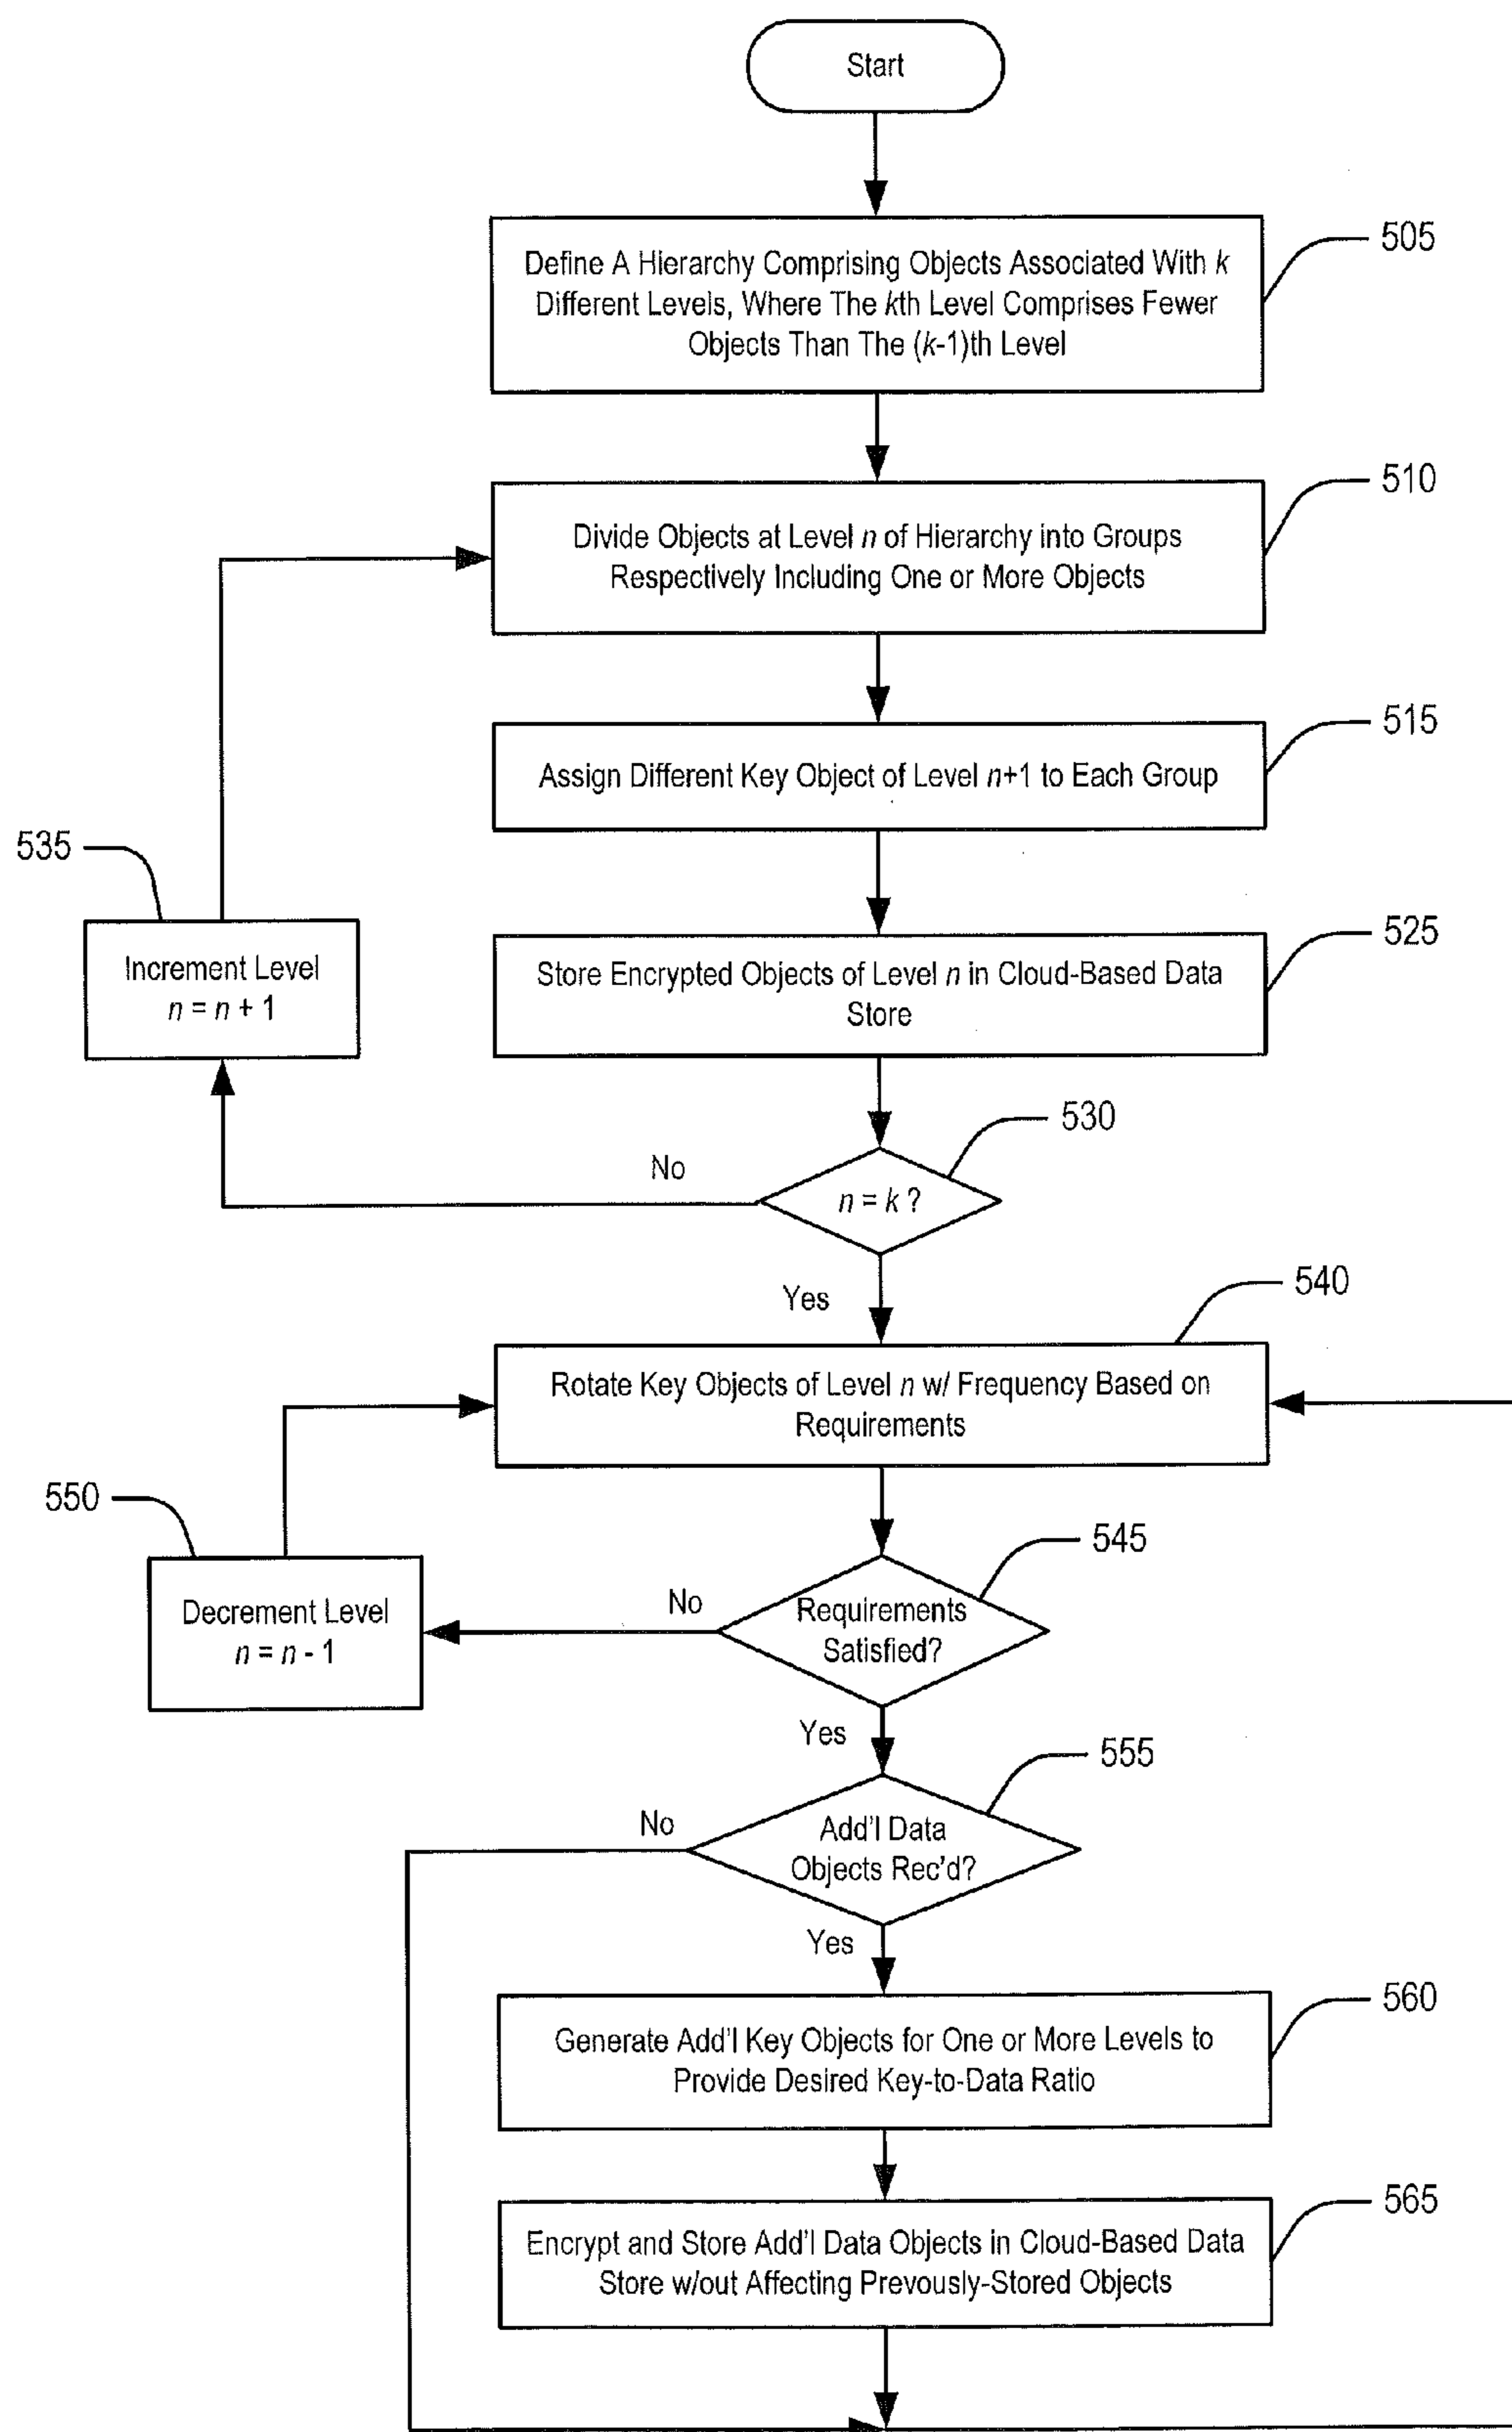 Start
Define A Hierarchy Comprising Objects Associated With k
Different Levels, Where The kth Level Comprises Fewer
Objects Than The (k-1)th Level
505
Divide Objects at Level n of Hierarchy into Groups
Respectively Including One or More Objects
510
Assign Different Key Object of Level n+1 to Each Group
515
535
Increment Level
n = n + 1
Store Encrypted Objects of Level n in Cloud-Based Data
Store
525
530
No
n = k ?
Yes
540
Rotate Key Objects of Level n w/ Frequency Based on
Requirements
550
545
Decrement Level
n = n - 1
No
Requirements
Satisfied?
Yes
555
No
Add'l Data
Objects Rec'd?
Yes
560
Generate Add'l Key Objects for One or More Levels to
Provide Desired Key-to-Data Ratio
565
Encrypt and Store Add'l Data Objects in Cloud-Based Data
Store w/out Affecting Prevously-Stored Objects